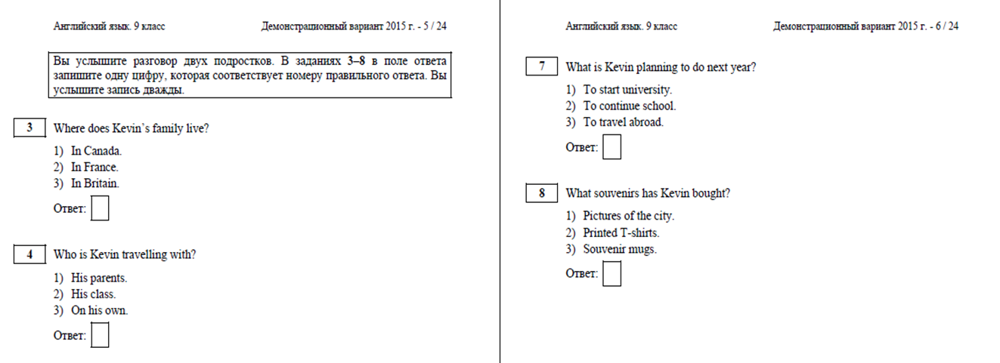 Английский язык. 9 класс Демонстрационный вариант 2015 г. - 5 / 24
Вы услышите разговор двух подростков. В заданиях 3–8 в поле ответа
запишите одну цифру, которая соответствует номеру правильного ответа. Вы
услышите запись дважды.
3 Where does Kevin’s family live?
1) In Canada.
2) In France.
3) In Britain.
Ответ:
4 Who is Kevin travelling with?
1) His parents.
2) His class.
3) On his own.
Ответ:
Английский язык. 9 класс Демонстрационный вариант 2015 г. - 6 / 24
7 What is Kevin planning to do next year?
1) To start university.
2) To continue school.
3) To travel abroad.
Ответ:
8 What souvenirs has Kevin bought?
1) Pictures of the city.
2) Printed T-shirts.
3) Souvenir mugs.
Ответ: